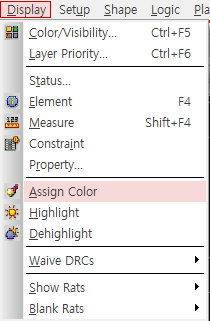 Display Setup Shape Logic
Color/Visibility... Ctrl+F5
Layer Priority... Ctrl+F6
Status...
Element F4
123
Measure Shift+F4
Constraint
Property...
Assign Color
Highlight
Dehighlight
Waive DRCs
Show Rats
Blank Rats